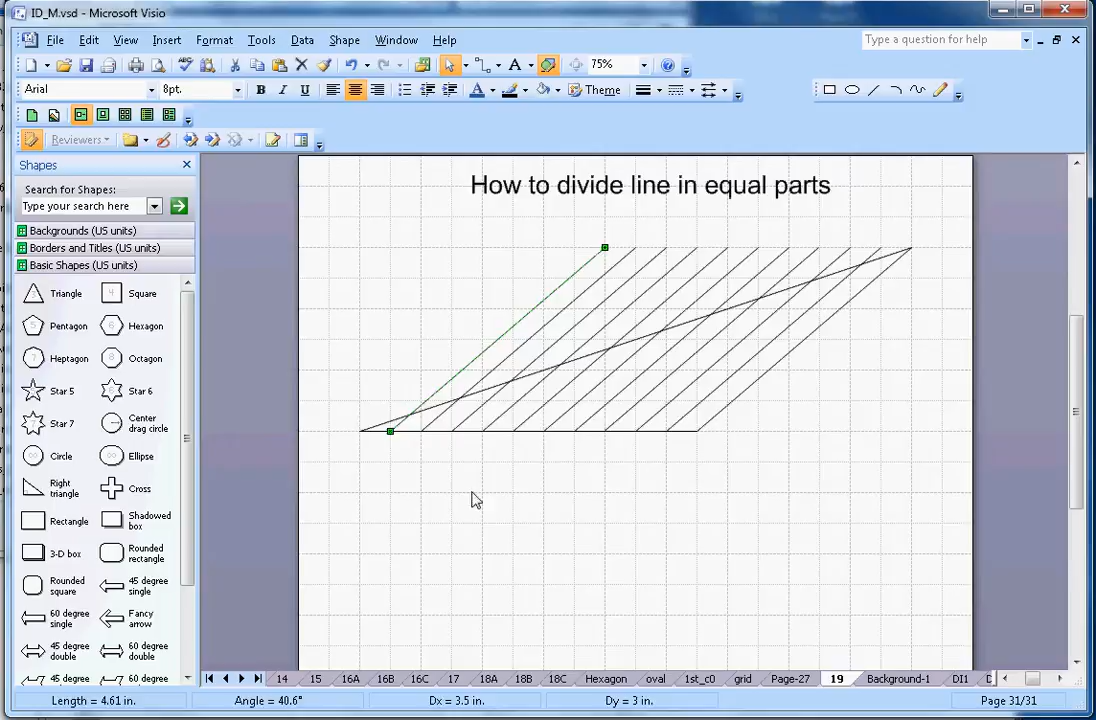 ID_M.vsd - Microsoft Visio
File Edit View Insert Format Tools Data Shape Window Help
Type a question for help
75%
Arial 8pt. B I U Theme
Reviewers
Shapes
Search for Shapes:
Type your search here
Backgrounds (US units)
Borders and Titles (US units)
Basic Shapes (US units)
Triangle Square
Pentagon Hexagon
Heptagon Octagon
Star 5 Star 6
Star 7 Center drag circle
Circle Ellipse
Right triangle Cross
Rectangle Shadowed box
3-D box Rounded rectangle
Rounded square 45 degree single
60 degree single Fancy arrow
45 degree double 60 degree double
45 degree 60 degree
How to divide line in equal parts
14 15 16A 16B 16C 17 18A 18B 18C Hexagon oval 1st_c0 grid Page-27 19 Background-1 DI1 D
Length = 4.61 in. Angle = 40.6° Dx = 3.5 in. Dy = 3 in. Page 31/31